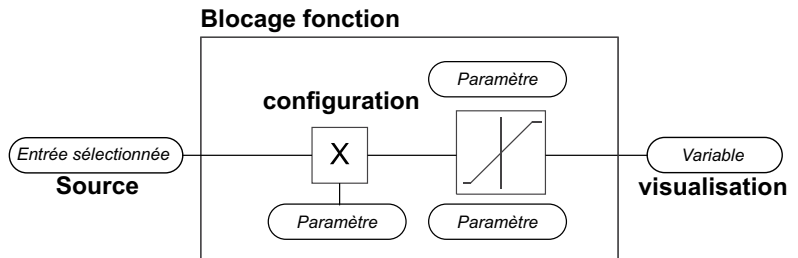 Blocage fonction
Paramètre
configuration
Entrée sélectionnée
X
Variable
Source
visualisation
Paramètre
Paramètre